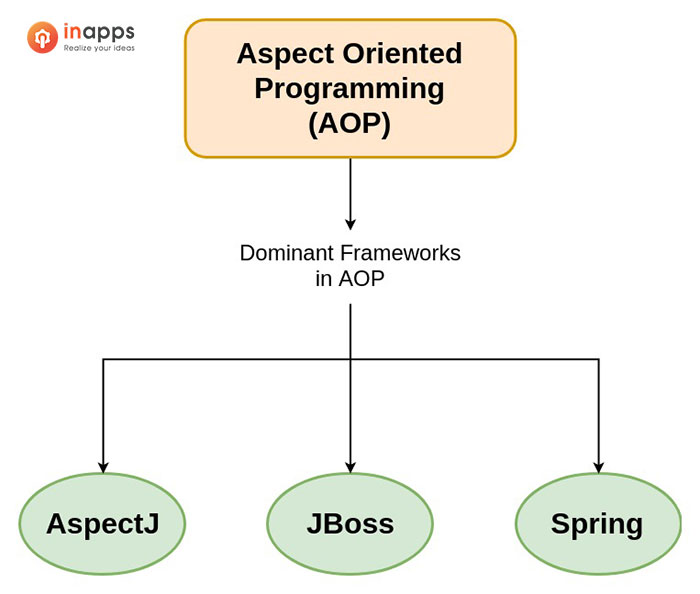 inapps
Realize your ideas
Aspect Oriented
Programming
(AOP)
Dominant Frameworks
in AOP
AspectJ
JBoss
Spring